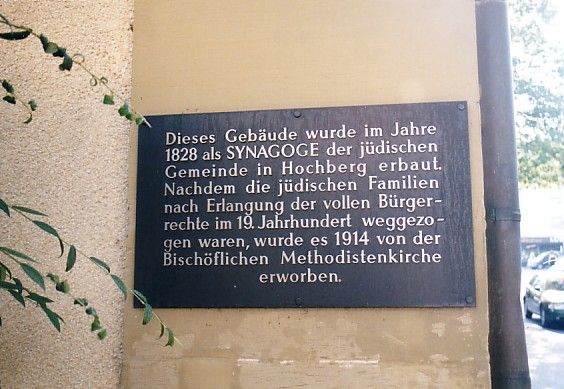 Dieses Gebäude wurde im Jahre
1828 als SYNAGOGE der jüdischen
Gemeinde in Hochberg erbaut.
Nachdem die jüdischen Familien
nach Erlangung der vollen Bürger-
rechte im 19. Jahrhundert weggezo-
gen waren, wurde es 1914 von der
Bischöflichen Methodistenkirche
erworben.